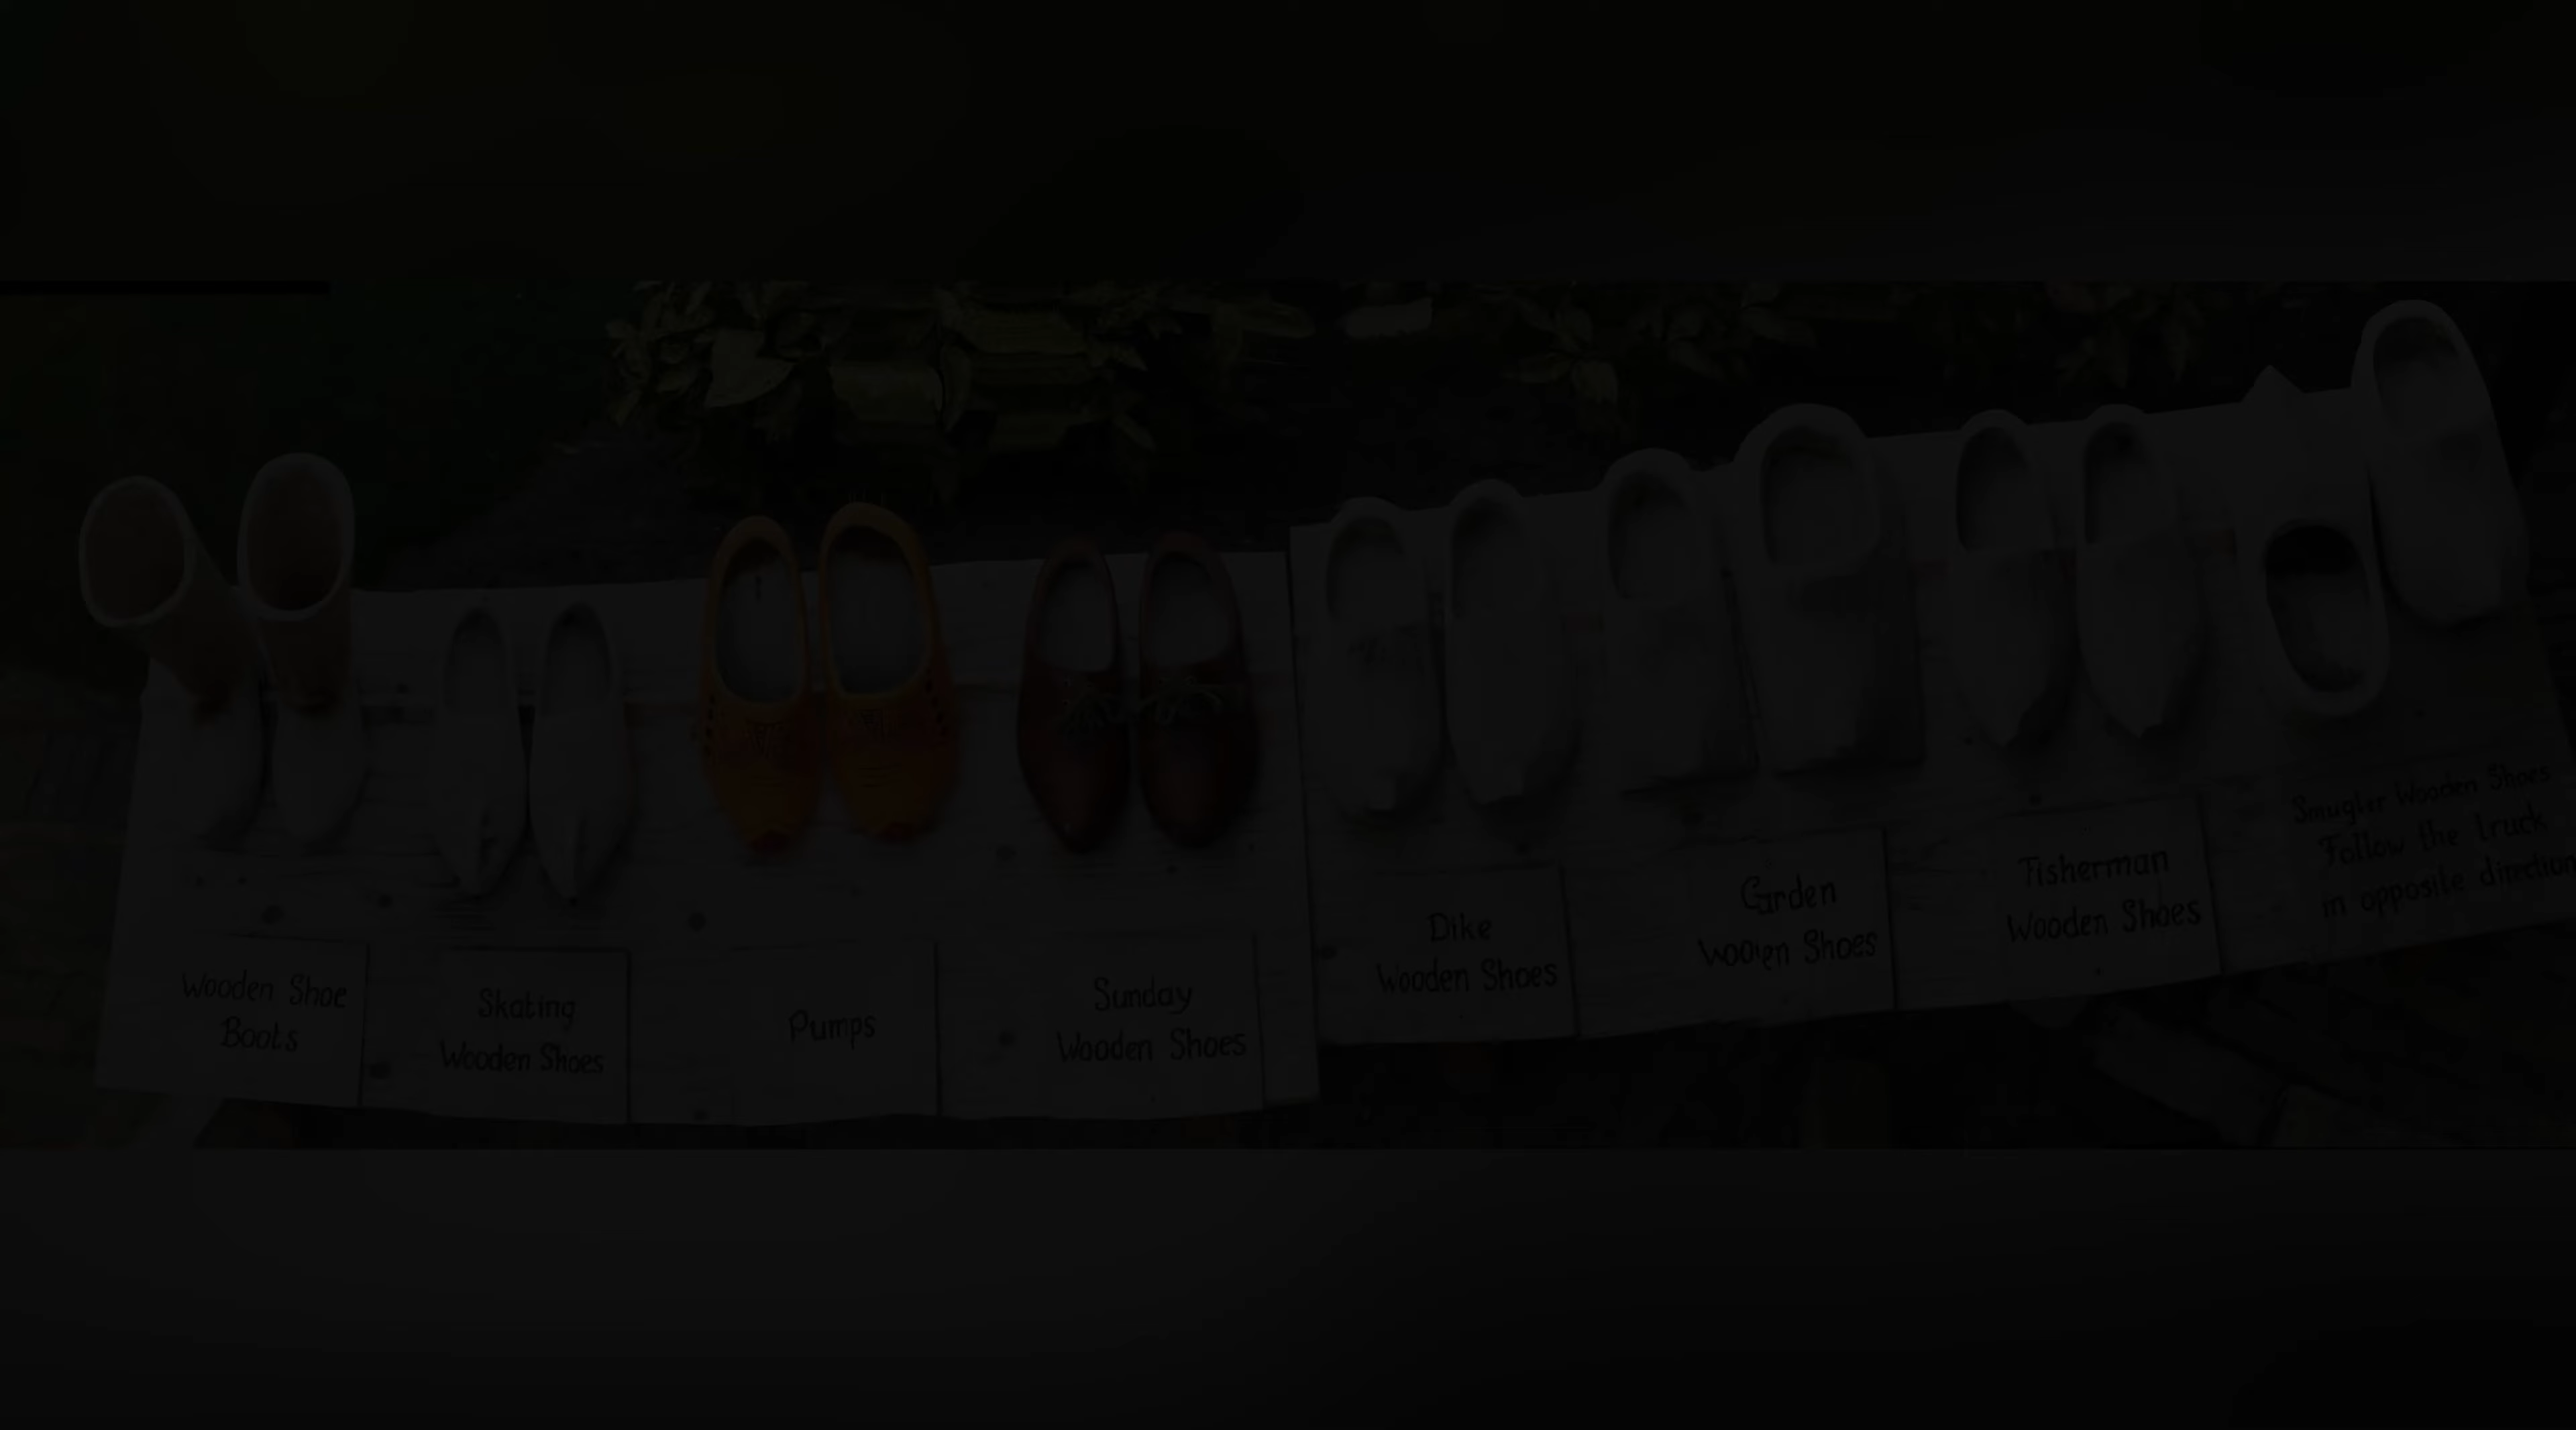 Wooden Shoe
Boots
Skating
Wooden Shoes
Pumps
Sunday
Wooden Shoes
Dike
Wooden Shoes
Garden
Wooden Shoes
Fisherman
Wooden Shoes
Smugler Wooden Shoes
Follow the truck
in opposite direction